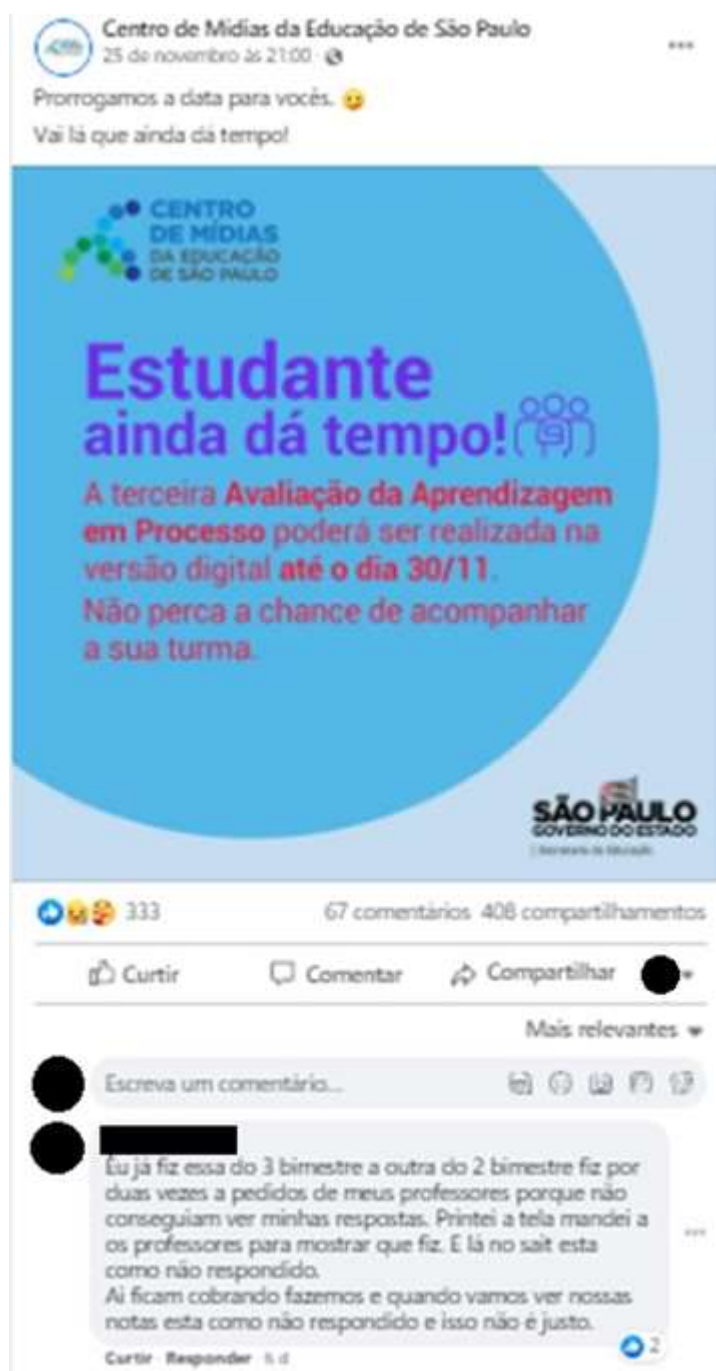 Centro de Mídias da Educação de São Paulo
25 de novembro às 21:00
Prorrogamos a data para vocês.
Vai lá que ainda dá tempo!
CENTRO
DE MÍDIAS
DA EDUCAÇÃO
DE SÃO PAULO
Estudante
ainda dá tempo!
A terceira Avaliação da Aprendizagem
em Processo poderá ser realizada na
versão digital até o dia 30/11.
Não perca a chance de acompanhar
a sua turma.
SÃO PAULO
GOVERNO DO ESTADO
| Secretaria da Educação
333
67 comentários 408 compartilhamentos
Curtir
Comentar
Compartilhar
Mais relevantes
Escreva um comentário...
Eu já fiz essa do 3 bimestre a outra do 2 bimestre fiz por
duas vezes a pedidos de meus professores porque não
conseguiam ver minhas respostas. Printei a tela mandei a
os professores para mostrar que fiz. E lá no sait esta
como não respondido.
Ai ficam cobrando fazemos e quando vamos ver nossas
notas esta como não respondido e isso não é justo.
2
Curtir · Responder · 6 d